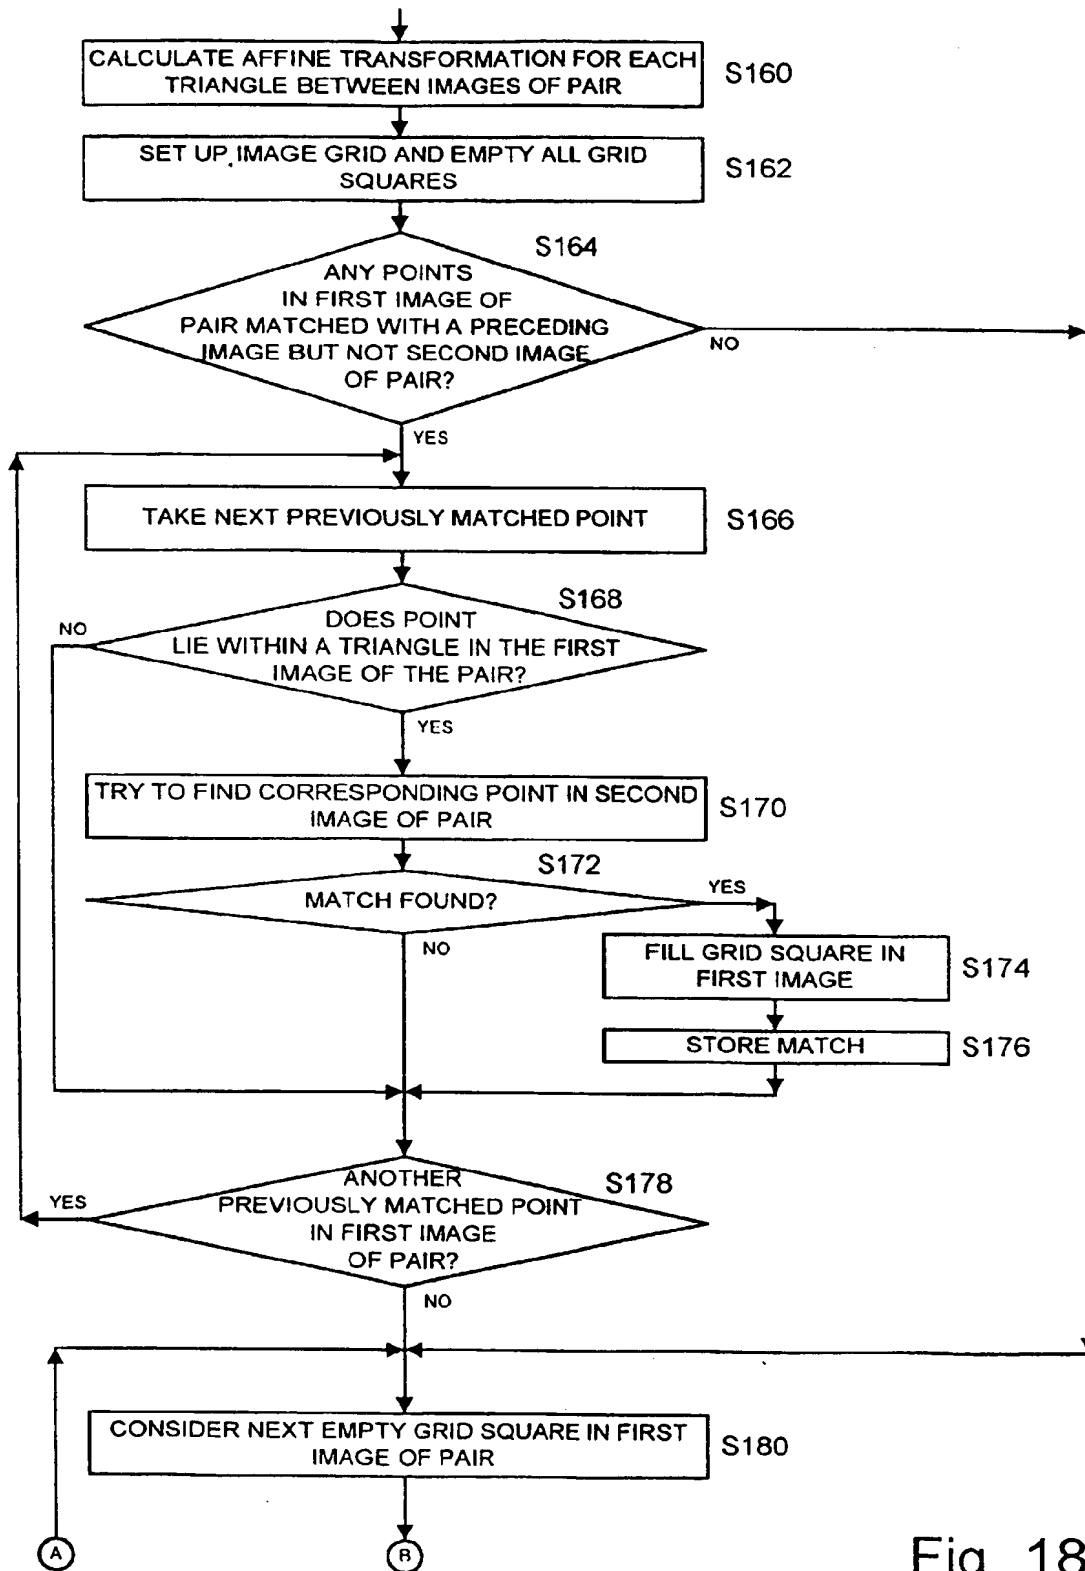 CALCULATE AFFINE TRANSFORMATION FOR EACH
TRIANGLE BETWEEN IMAGES OF PAIR
S160
SET UP IMAGE GRID AND EMPTY ALL GRID
SQUARES
S162
S164
ANY POINTS
IN FIRST IMAGE OF
PAIR MATCHED WITH A PRECEDING
IMAGE BUT NOT SECOND IMAGE
OF PAIR?
NO
YES
TAKE NEXT PREVIOUSLY MATCHED POINT
S166
S168
NO
DOES POINT
LIE WITHIN A TRIANGLE IN THE FIRST
IMAGE OF THE PAIR?
YES
TRY TO FIND CORRESPONDING POINT IN SECOND
IMAGE OF PAIR
S170
S172
MATCH FOUND?
YES
NO
FILL GRID SQUARE IN
FIRST IMAGE
S174
STORE MATCH
S176
S178
YES
ANOTHER
PREVIOUSLY MATCHED POINT
IN FIRST IMAGE
OF PAIR?
NO
CONSIDER NEXT EMPTY GRID SQUARE IN FIRST
IMAGE OF PAIR
S180
A
B
Fig 18